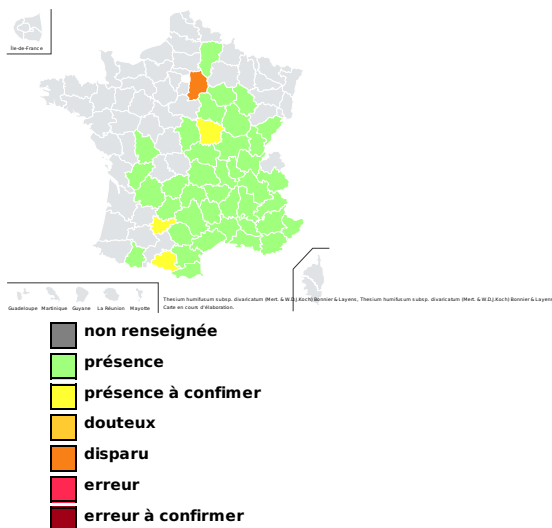 Île-de-France
Guadeloupe Martinique Guyane La Réunion Mayotte
Thesium humifusum subsp. divaricatum (Mert. & W.D.J.Koch) Bonnier & Layens, Thesium humifusum subsp. divaricatum (Mert. & W.D.J.Koch) Bonnier & Layens
Carte en cours d'élaboration.
non renseignée
présence
présence à confimer
douteux
disparu
erreur
erreur à confirmer